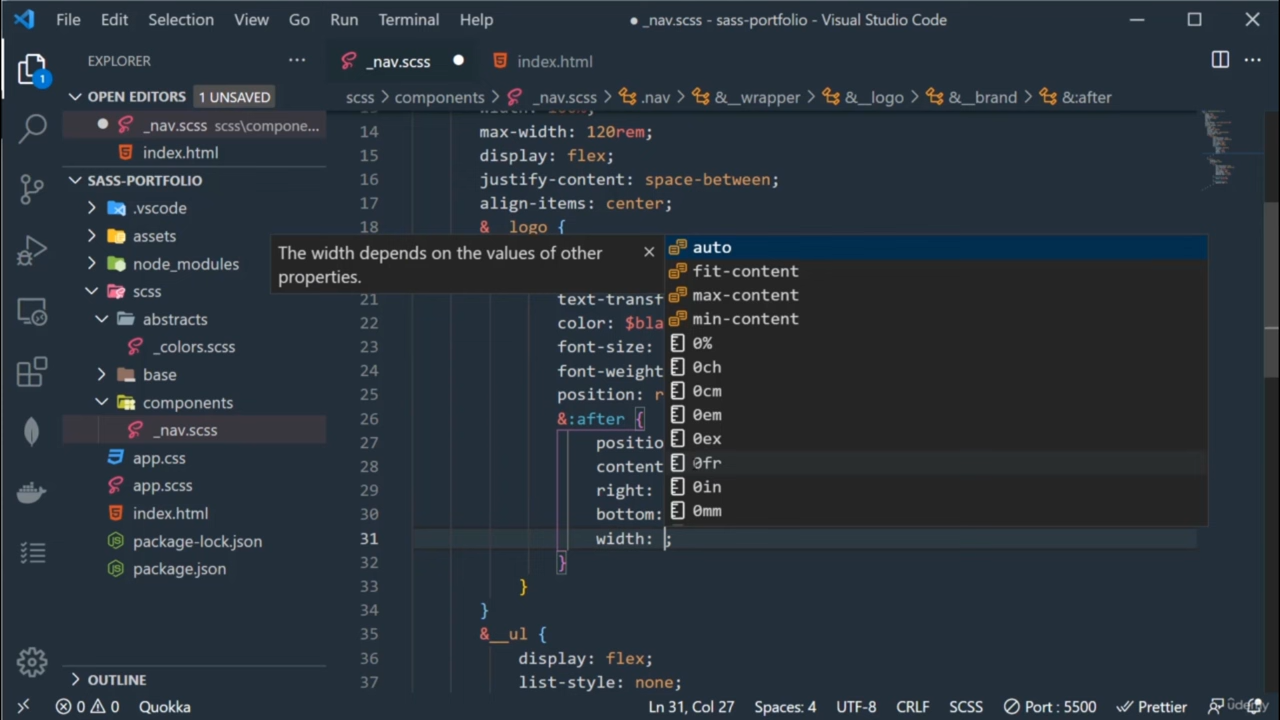 File Edit Selection View Go Run Terminal Help
● _nav.scss - sass-portfolio - Visual Studio Code
EXPLORER ···
_nav.scss ●
index.html
OPEN EDITORS 1 UNSAVED
_nav.scss scss\compone...
index.html
scss > components > _nav.scss > .nav > &__wrapper > &__logo > &__brand > &:after
SASS-PORTFOLIO
.vscode
assets
node_modules
scss
abstracts
_colors.scss
base
components
_nav.scss
app.css
app.scss
index.html
package-lock.json
package.json
OUTLINE
1
14 max-width: 120rem;
15 display: flex;
16 justify-content: space-between;
17 align-items: center;
18 &__logo {
The width depends on the values of other
properties.
auto
fit-content
max-content
min-content
0%
0ch
0cm
0em
0ex
0fr
0in
0mm
21 text-transf
22 color: $bla
23 font-size:
24 font-weight
25 position: r
26 &:after {
27 positio
28 content
29 right:
30 bottom:
31 width: ;
32 }
33 }
34 }
35 &__ul {
36 display: flex;
37 list-style: none;
0 0 Quokka
Ln 31, Col 27 Spaces: 4 UTF-8 CRLF SCSS Port : 5500 Prettier
udemy